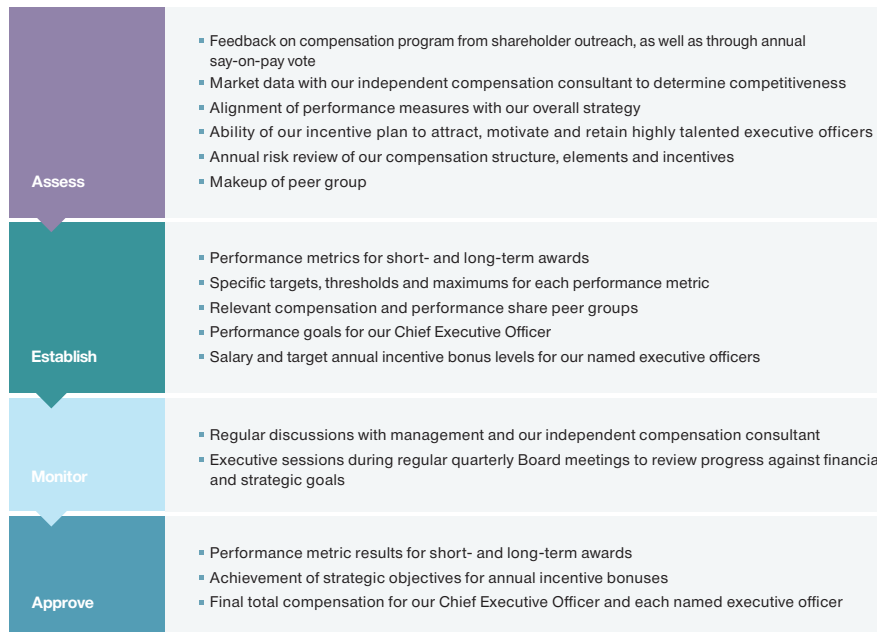 Assess
Feedback on compensation program from shareholder outreach, as well as through annual
say-on-pay vote
Market data with our independent compensation consultant to determine competitiveness
Alignment of performance measures with our overall strategy
Ability of our incentive plan to attract, motivate and retain highly talented executive officers
Annual risk review of our compensation structure, elements and incentives
Makeup of peer group
Establish
Performance metrics for short- and long-term awards
Specific targets, thresholds and maximums for each performance metric
Relevant compensation and performance share peer groups
Performance goals for our Chief Executive Officer
Salary and target annual incentive bonus levels for our named executive officers
Monitor
Regular discussions with management and our independent compensation consultant
Executive sessions during regular quarterly Board meetings to review progress against financia
and strategic goals
Approve
Performance metric results for short- and long-term awards
Achievement of strategic objectives for annual incentive bonuses
Final total compensation for our Chief Executive Officer and each named executive officer